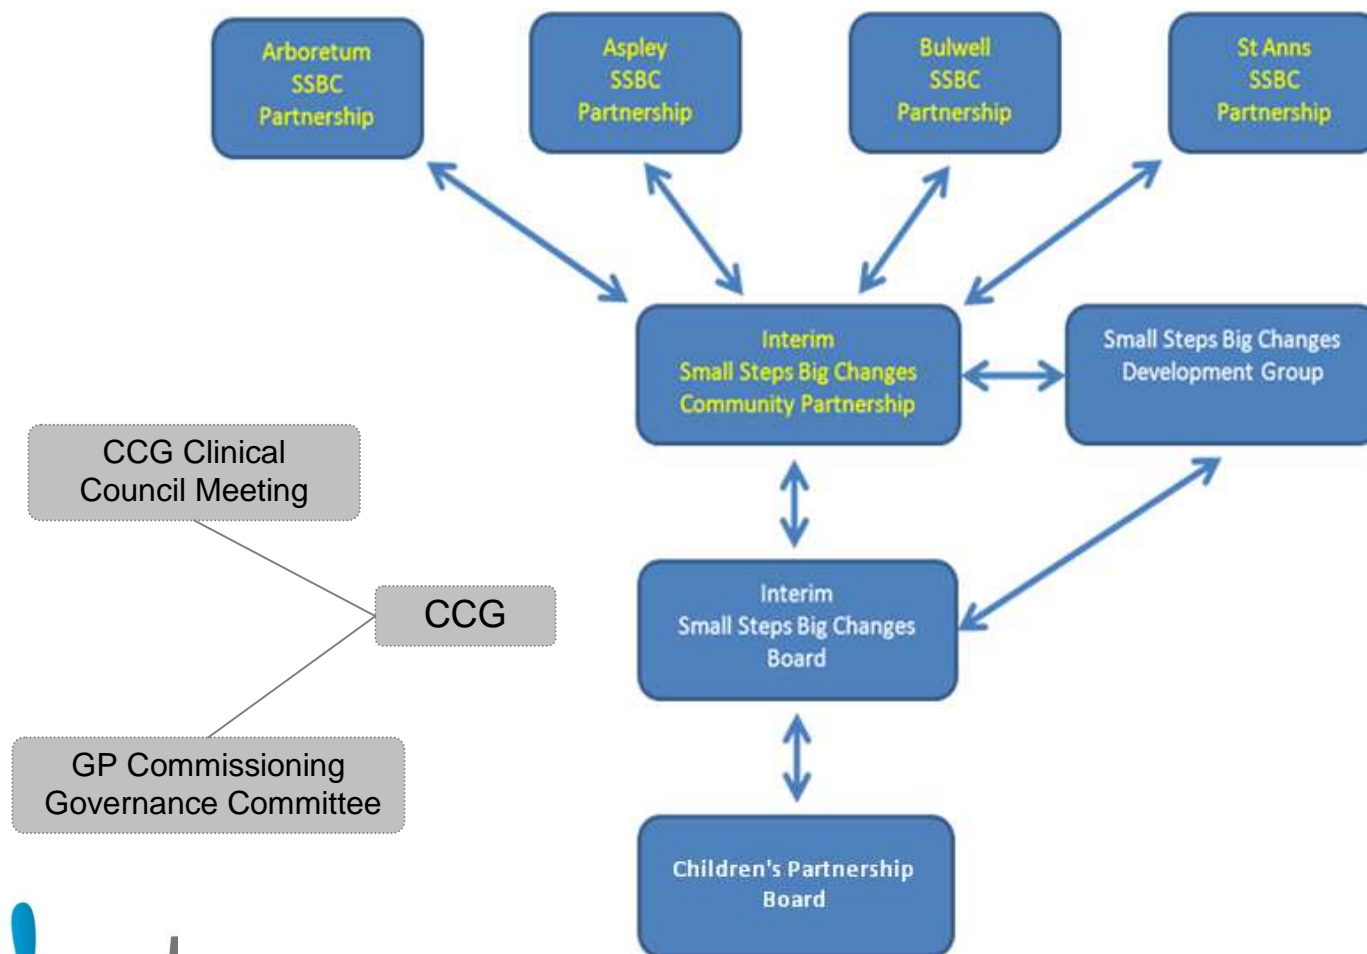 Arboretum
SSBC
Partnership
Aspley
SSBC
Partnership
Bulwell
SSBC
Partnership
St Anns
SSBC
Partnership
Interim
Small Steps Big Changes
Community Partnership
Small Steps Big Changes
Development Group
CCG Clinical
Council Meeting
CCG
GP Commissioning
Governance Committee
Interim
Small Steps Big Changes
Board
Children's Partnership
Board